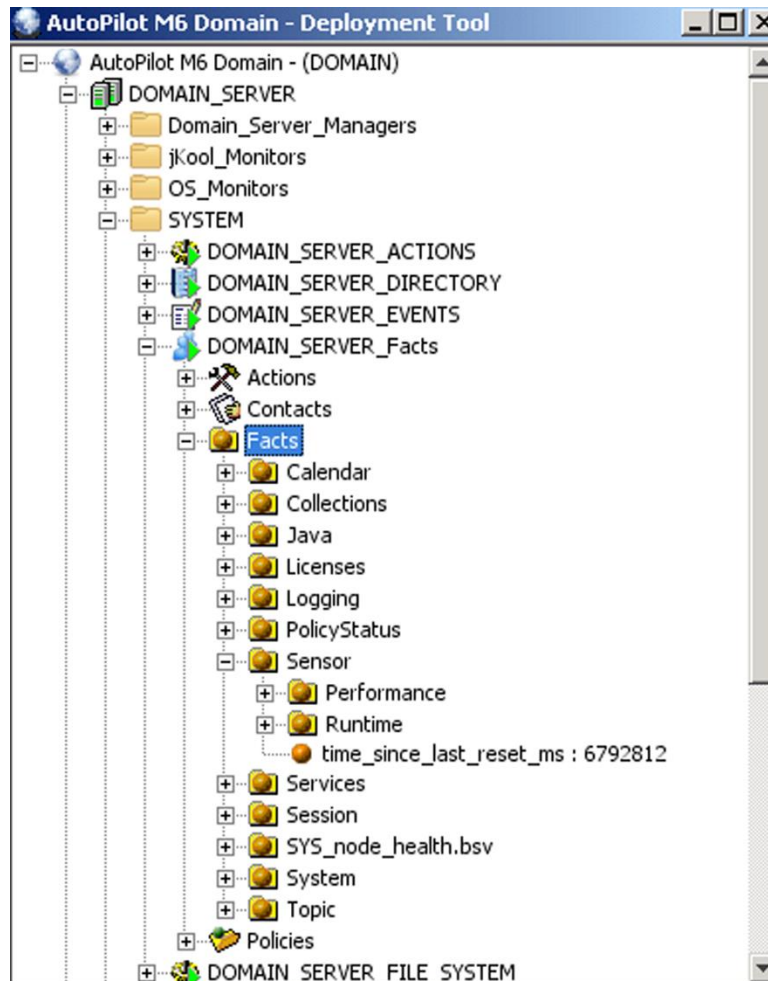 AutoPilot M6 Domain - Deployment Tool
AutoPilot M6 Domain - (DOMAIN)
DOMAIN_SERVER
Domain_Server_Managers
jKool_Monitors
OS_Monitors
SYSTEM
DOMAIN_SERVER_ACTIONS
DOMAIN_SERVER_DIRECTORY
DOMAIN_SERVER_EVENTS
DOMAIN_SERVER_Facts
Actions
Contacts
Facts
Calendar
Collections
Java
Licenses
Logging
PolicyStatus
Sensor
Performance
Runtime
time_since_last_reset_ms : 6792812
Services
Session
SYS_node_health.bsv
System
Topic
Policies
DOMAIN_SERVER_FILE_SYSTEM